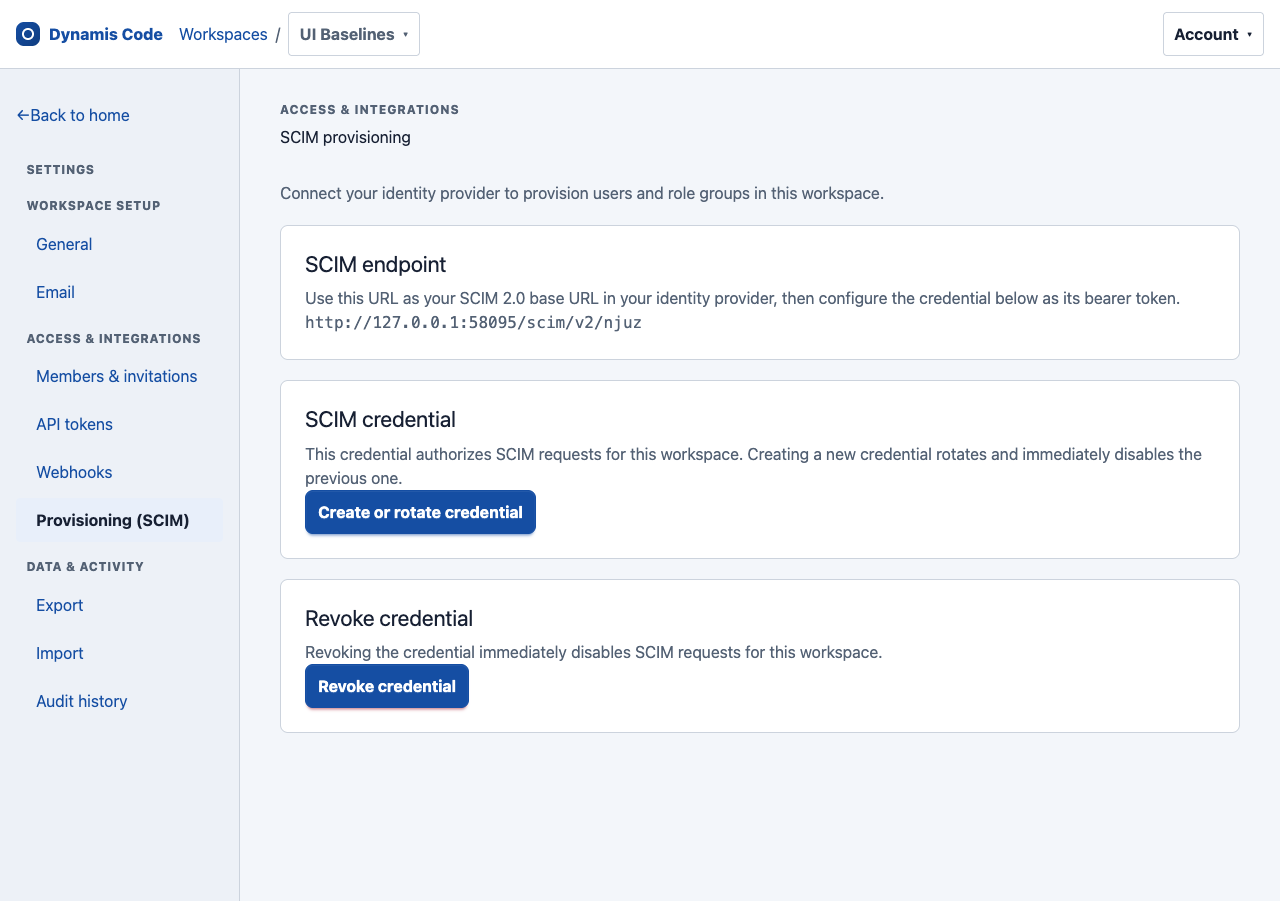 Dynamis Code Workspaces / UI Baselines ▾ Account ▾
←Back to home
SETTINGS
WORKSPACE SETUP
General
Email
ACCESS & INTEGRATIONS
Members & invitations
API tokens
Webhooks
Provisioning (SCIM)
DATA & ACTIVITY
Export
Import
Audit history
ACCESS & INTEGRATIONS
SCIM provisioning
Connect your identity provider to provision users and role groups in this workspace.
SCIM endpoint
Use this URL as your SCIM 2.0 base URL in your identity provider, then configure the credential below as its bearer token.
http://127.0.0.1:58095/scim/v2/njuz
SCIM credential
This credential authorizes SCIM requests for this workspace. Creating a new credential rotates and immediately disables the
previous one.
Create or rotate credential
Revoke credential
Revoking the credential immediately disables SCIM requests for this workspace.
Revoke credential